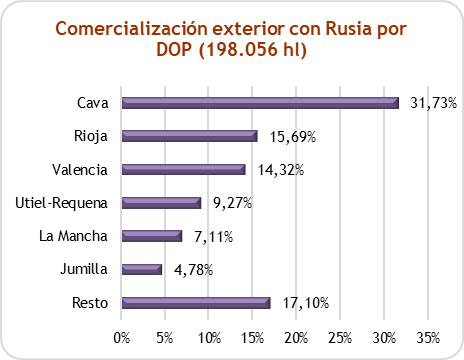 Comercialización exterior con Rusia por
DOP (198.056 hl)
Cava 31,73%
Rioja 15,69%
Valencia 14,32%
Utiel-Requena 9,27%
La Mancha 7,11%
Jumilla 4,78%
Resto 17,10%
0% 5% 10% 15% 20% 25% 30% 35%